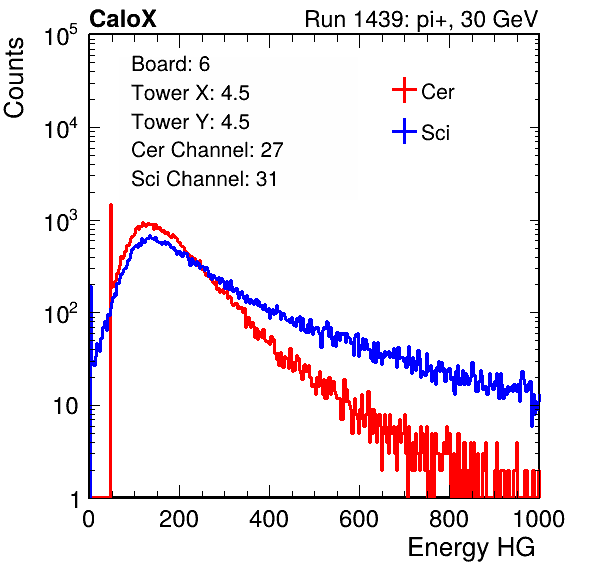 CaloX
Run 1439: pi+, 30 GeV
Counts
10^5
10^4
10^3
10^2
10
1
Board: 6
Tower X: 4.5
Tower Y: 4.5
Cer Channel: 27
Sci Channel: 31
Cer
Sci
0 200 400 600 800 1000
Energy HG